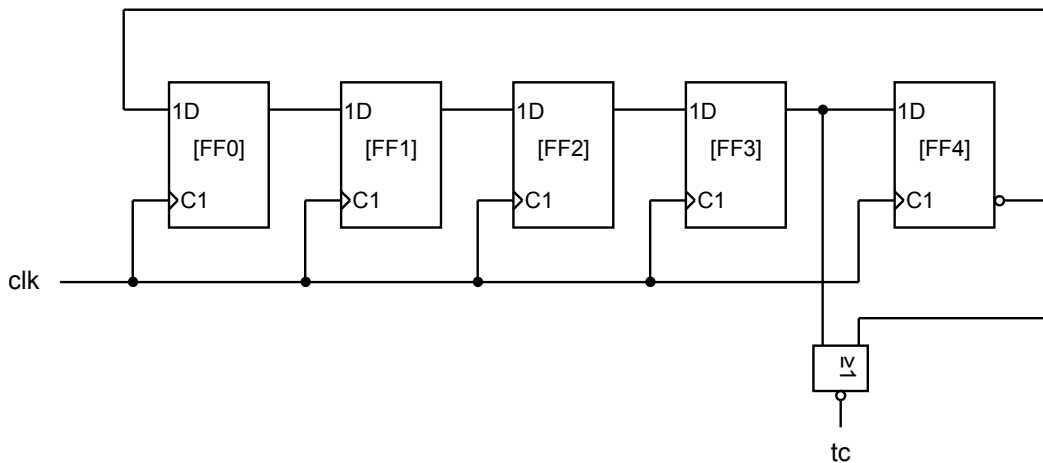 1D 1D 1D 1D 1D
[FF0] [FF1] [FF2] [FF3] [FF4]
C1 C1 C1 C1 C1
clk
≥1
tc